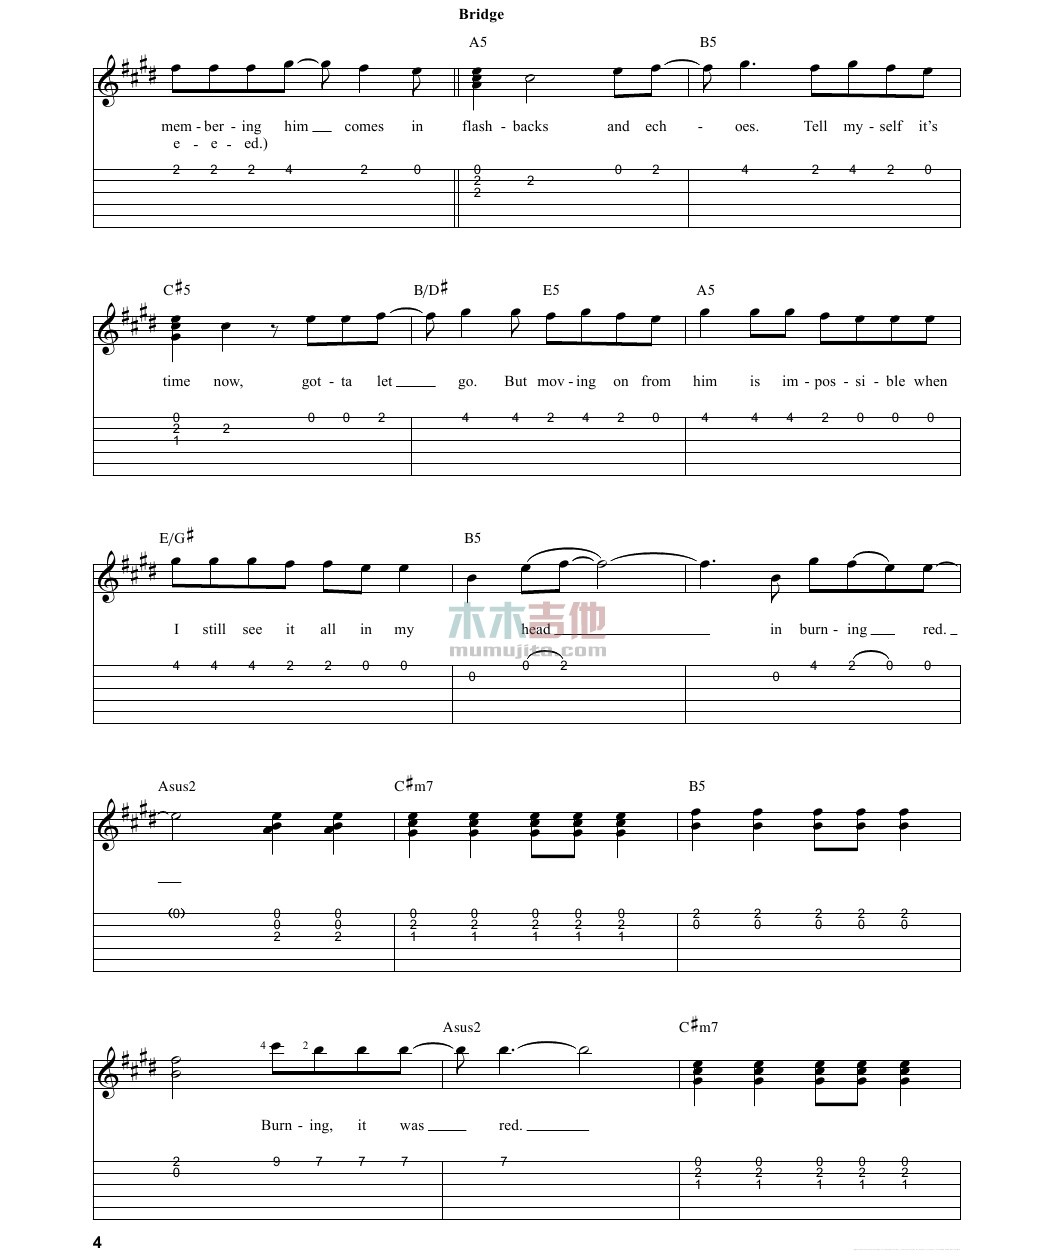 Bridge
A5 B5
mem - ber - ing him comes in flash - backs and ech - oes. Tell my - self it's
e - e - ed.)
2 2 2 4 2 0 0 0 2 4 2 4 2 0
2 2
2
C♯5 B/D♯ E5 A5
time now, got - ta let go. But mov - ing on from him is im - pos - si - ble when
0 0 0 2 4 4 2 4 2 0 4 4 4 2 0 0 0
2 2
1
E/G♯ B5
I still see it all in my head in burn - ing red.
4 4 4 2 2 0 0 0 2 4 2 0 0
0 0
木木吉他
mumujita.com
Asus2 C♯m7 B5
(0) 0 0 0 0 0 0 0 2 2 2 2 2
0 0 2 2 2 2 2 0 0 0 0 0
2 2 1 1 1 1 1
Asus2 C♯m7
4 2
Burn - ing, it was red.
2 9 7 7 7 7 0 0 0 0 0
0 2 2 2 2 2
1 1 1 1 1
4